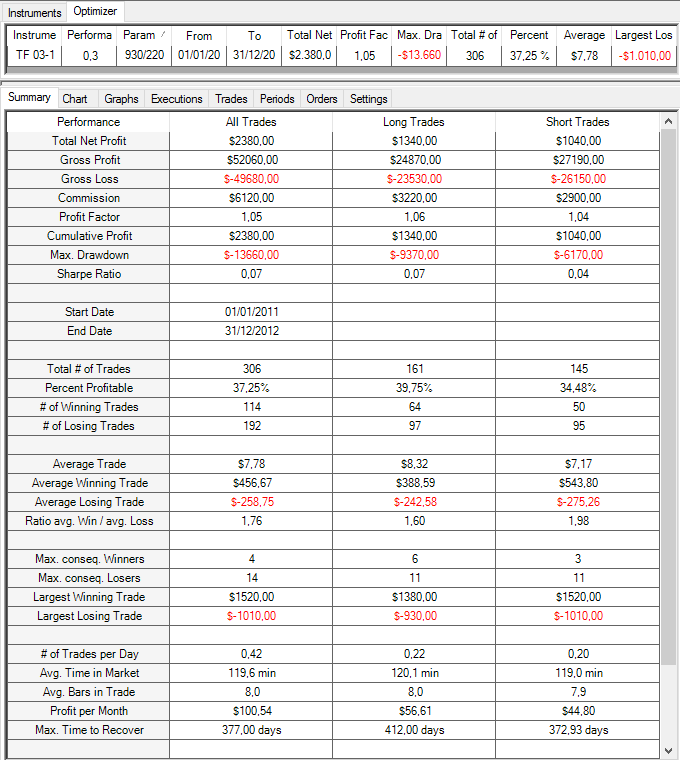 Instruments Optimizer
Instrume Performa Param From To Total Net Profit Fac Max. Dra Total # of Percent Average Largest Los
TF 03-1 0,3 930/220 01/01/20 31/12/20 $2.380,0 1,05 -$13.660 306 37,25 % $7,78 -$1.010,00
Summary Chart Graphs Executions Trades Periods Orders Settings
Performance All Trades Long Trades Short Trades
Total Net Profit $2380,00 $1340,00 $1040,00
Gross Profit $52060,00 $24870,00 $27190,00
Gross Loss $-49680,00 $-23530,00 $-26150,00
Commission $6120,00 $3220,00 $2900,00
Profit Factor 1,05 1,06 1,04
Cumulative Profit $2380,00 $1340,00 $1040,00
Max. Drawdown $-13660,00 $-9370,00 $-6170,00
Sharpe Ratio 0,07 0,07 0,04
Start Date 01/01/2011
End Date 31/12/2012
Total # of Trades 306 161 145
Percent Profitable 37,25% 39,75% 34,48%
# of Winning Trades 114 64 50
# of Losing Trades 192 97 95
Average Trade $7,78 $8,32 $7,17
Average Winning Trade $456,67 $388,59 $543,80
Average Losing Trade $-258,75 $-242,58 $-275,26
Ratio avg. Win / avg. Loss 1,76 1,60 1,98
Max. conseq. Winners 4 6 3
Max. conseq. Losers 14 11 11
Largest Winning Trade $1520,00 $1380,00 $1520,00
Largest Losing Trade $-1010,00 $-930,00 $-1010,00
# of Trades per Day 0,42 0,22 0,20
Avg. Time in Market 119,6 min 120,1 min 119,0 min
Avg. Bars in Trade 8,0 8,0 7,9
Profit per Month $100,54 $56,61 $44,80
Max. Time to Recover 377,00 days 412,00 days 372,93 days